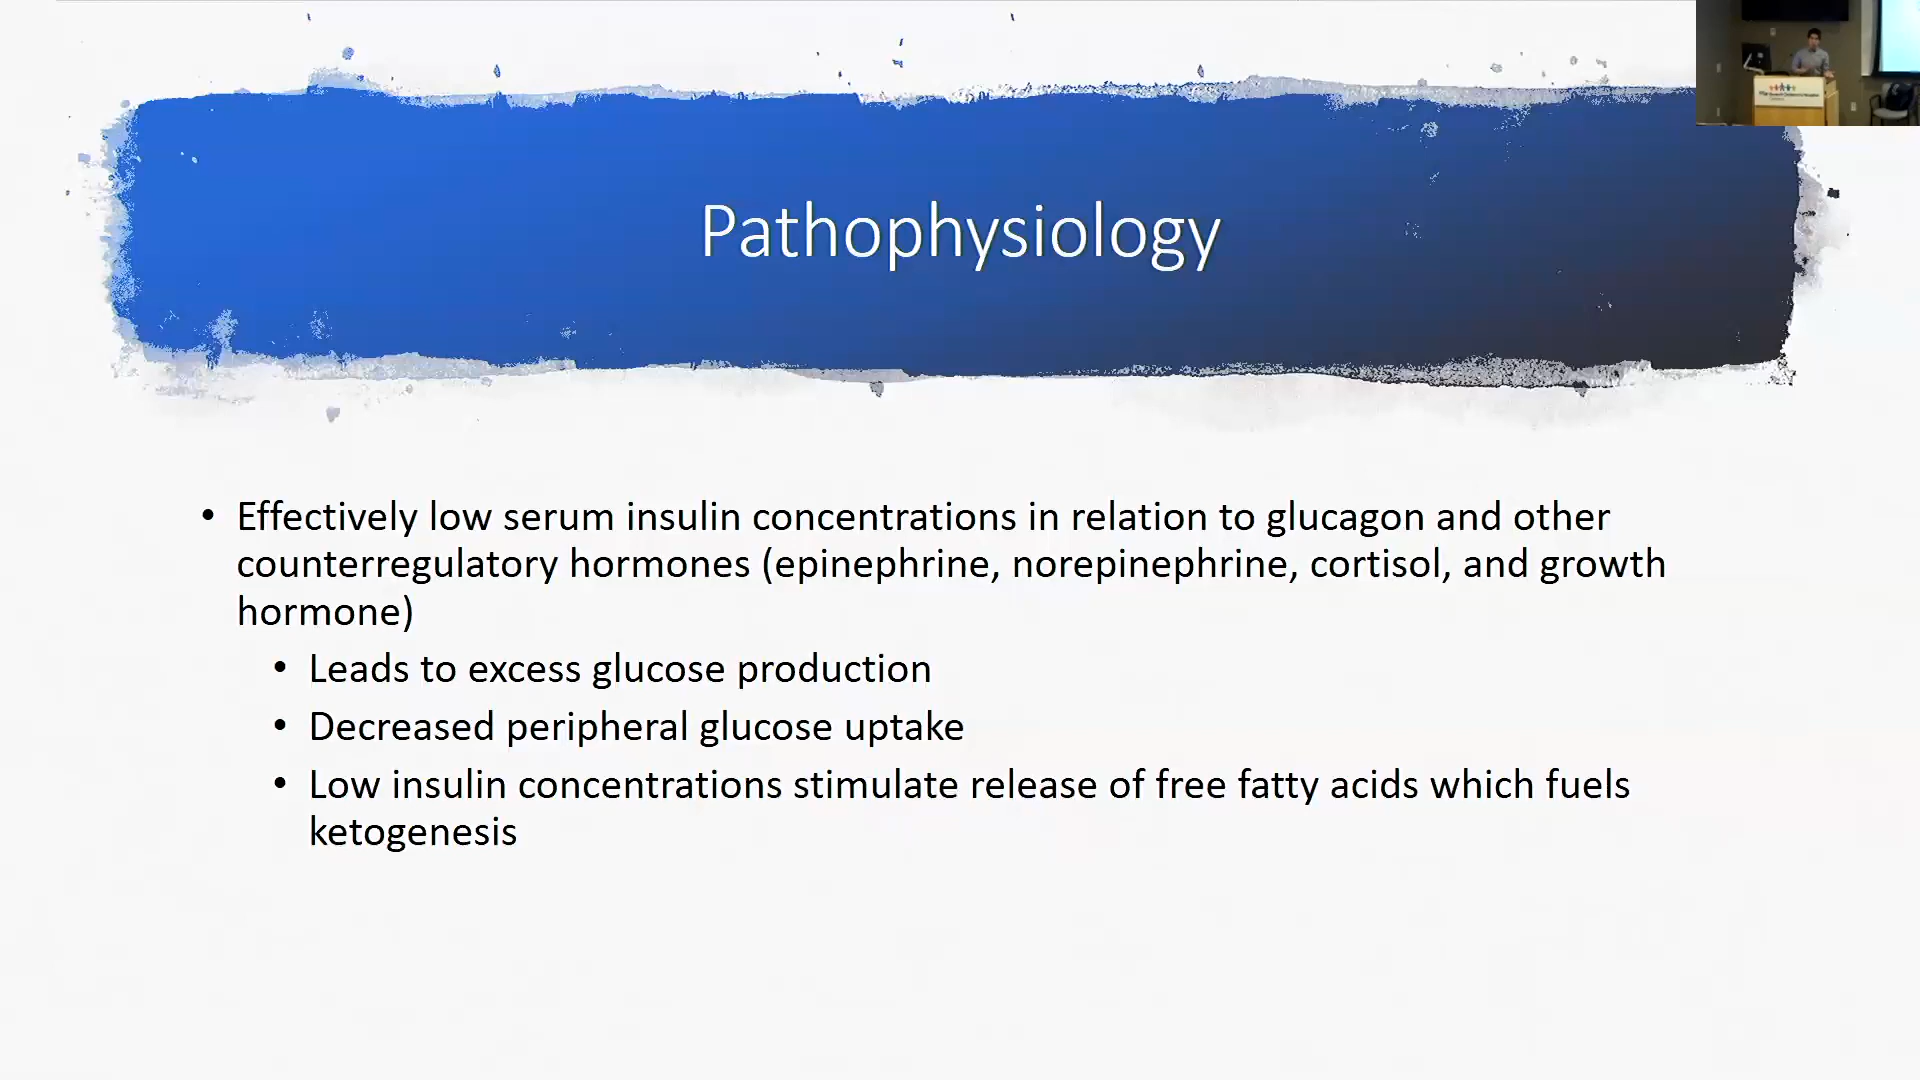 Pathophysiology
• Effectively low serum insulin concentrations in relation to glucagon and other
counterregulatory hormones (epinephrine, norepinephrine, cortisol, and growth
hormone)
• Leads to excess glucose production
• Decreased peripheral glucose uptake
• Low insulin concentrations stimulate release of free fatty acids which fuels
ketogenesis